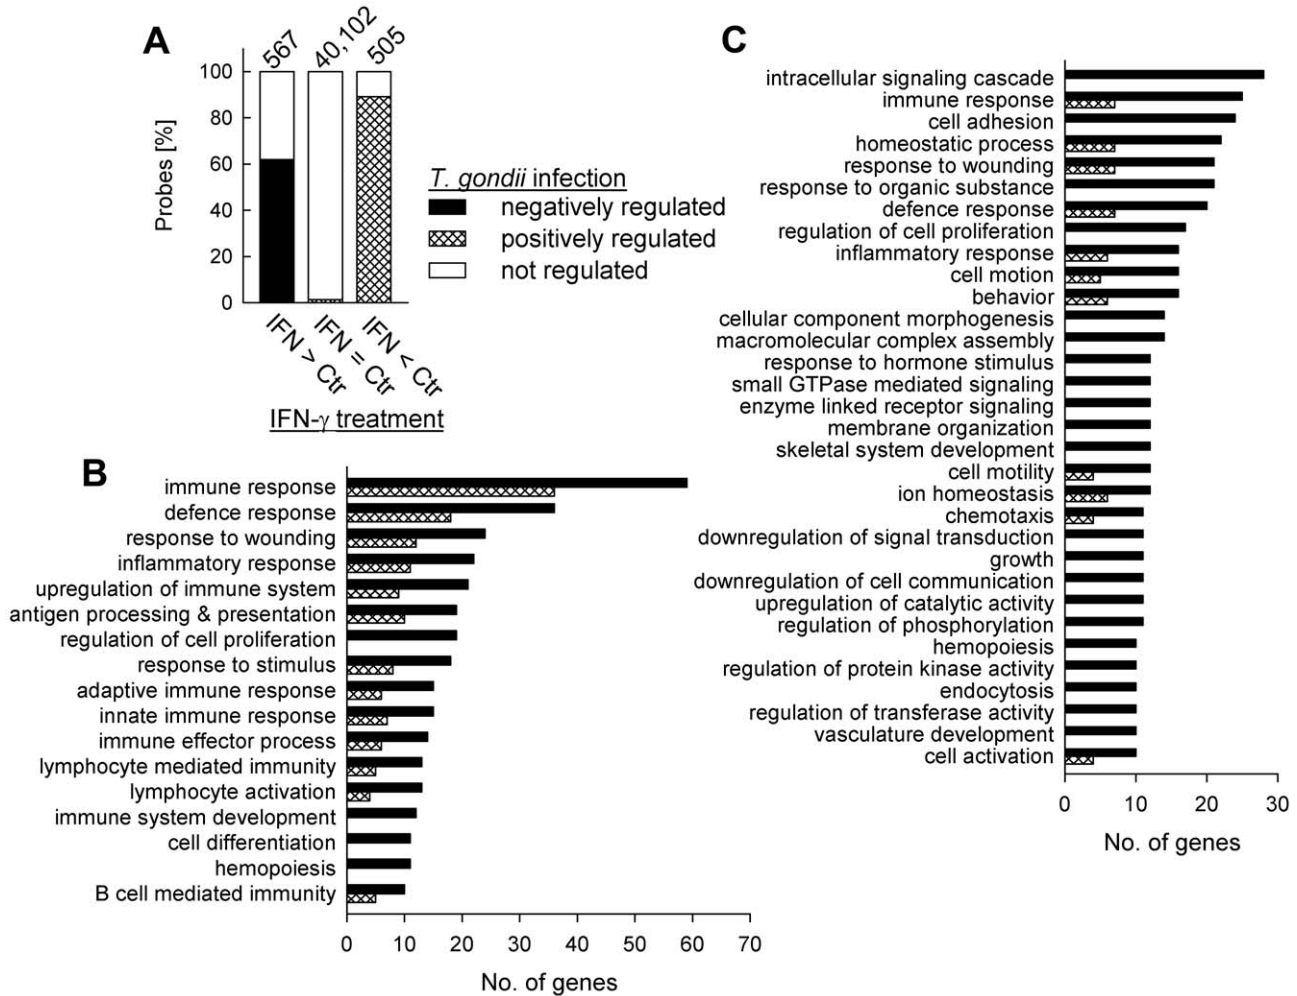 A
567
40,102
505
100
80
60
40
20
0
Probes [%]
IFN > Ctr
IFN = Ctr
IFN < Ctr
IFN-γ treatment
T. gondii infection
negatively regulated
positively regulated
not regulated
B
immune response
defence response
response to wounding
inflammatory response
upregulation of immune system
antigen processing & presentation
regulation of cell proliferation
response to stimulus
adaptive immune response
innate immune response
immune effector process
lymphocyte mediated immunity
lymphocyte activation
immune system development
cell differentiation
hemopoiesis
B cell mediated immunity
0 10 20 30 40 50 60 70
No. of genes
C
intracellular signaling cascade
immune response
cell adhesion
homeostatic process
response to wounding
response to organic substance
defence response
regulation of cell proliferation
inflammatory response
cell motion
behavior
cellular component morphogenesis
macromolecular complex assembly
response to hormone stimulus
small GTPase mediated signaling
enzyme linked receptor signaling
membrane organization
skeletal system development
cell motility
ion homeostasis
chemotaxis
downregulation of signal transduction
growth
downregulation of cell communication
upregulation of catalytic activity
regulation of phosphorylation
hemopoiesis
regulation of protein kinase activity
endocytosis
regulation of transferase activity
vasculature development
cell activation
0 10 20 30
No. of genes